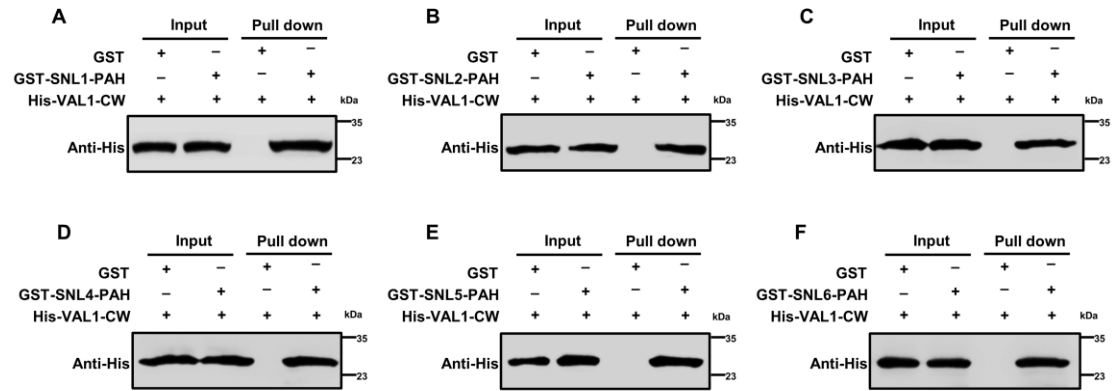 A
Input Pull down
GST + – + –
GST-SNL1-PAH – + – +
His-VAL1-CW + + + + kDa
Anti-His
35
23
B
Input Pull down
GST + – + –
GST-SNL2-PAH – + – +
His-VAL1-CW + + + + kDa
Anti-His
35
23
C
Input Pull down
GST + – + –
GST-SNL3-PAH – + – +
His-VAL1-CW + + + + kDa
Anti-His
35
23
D
Input Pull down
GST + – + –
GST-SNL4-PAH – + – +
His-VAL1-CW + + + + kDa
Anti-His
35
23
E
Input Pull down
GST + – + –
GST-SNL5-PAH – + – +
His-VAL1-CW + + + + kDa
Anti-His
35
23
F
Input Pull down
GST + – + –
GST-SNL6-PAH – + – +
His-VAL1-CW + + + + kDa
Anti-His
35
23